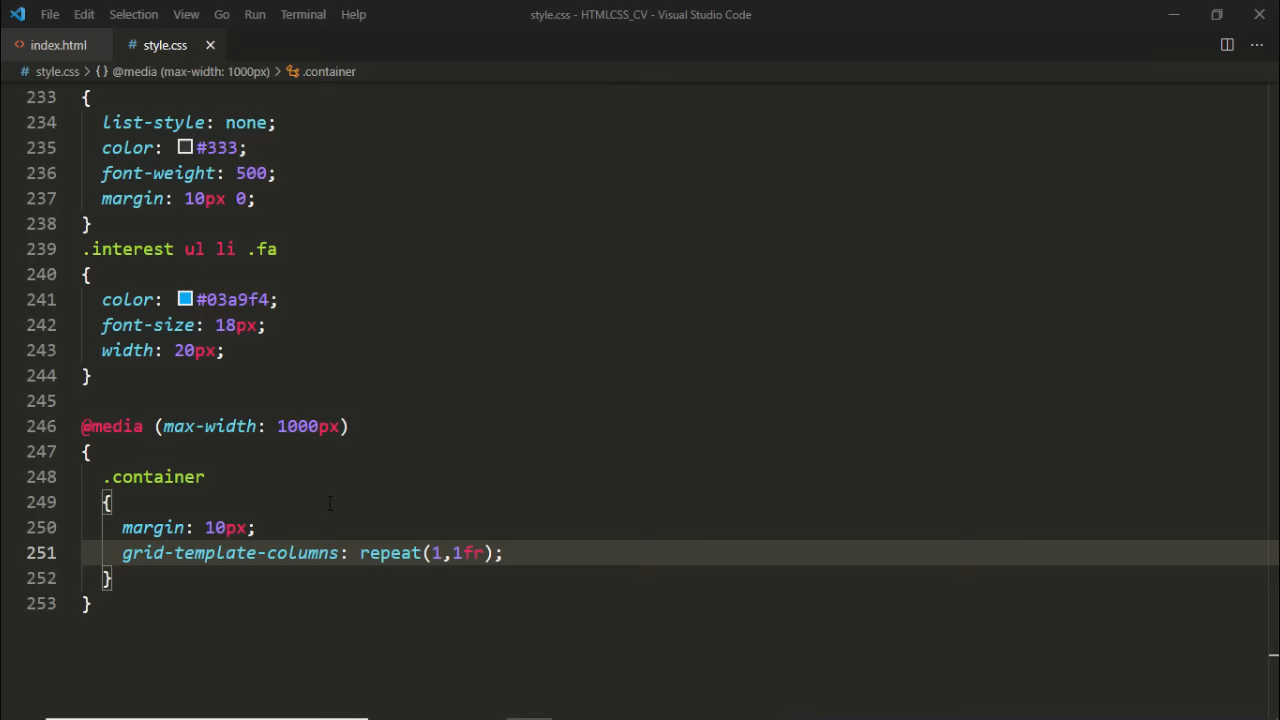 File Edit Selection View Go Run Terminal Help style.css - HTMLCSS_CV - Visual Studio Code
index.html # style.css
# style.css > {} @media (max-width: 1000px) > .container
233 {
234 list-style: none;
235 color: #333;
236 font-weight: 500;
237 margin: 10px 0;
238 }
239 .interest ul li .fa
240 {
241 color: #03a9f4;
242 font-size: 18px;
243 width: 20px;
244 }
245
246 @media (max-width: 1000px)
247 {
248 .container
249 {
250 margin: 10px;
251 grid-template-columns: repeat(1,1fr);
252 }
253 }